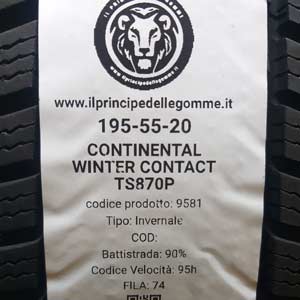 www.ilprincipedellegomme.it
195-55-20
CONTINENTAL
WINTER CONTACT
TS870P
codice prodotto: 9581
Tipo: Invernale
COD:
Battistrada: 90%
Codice Velocità: 95h
FILA: 74